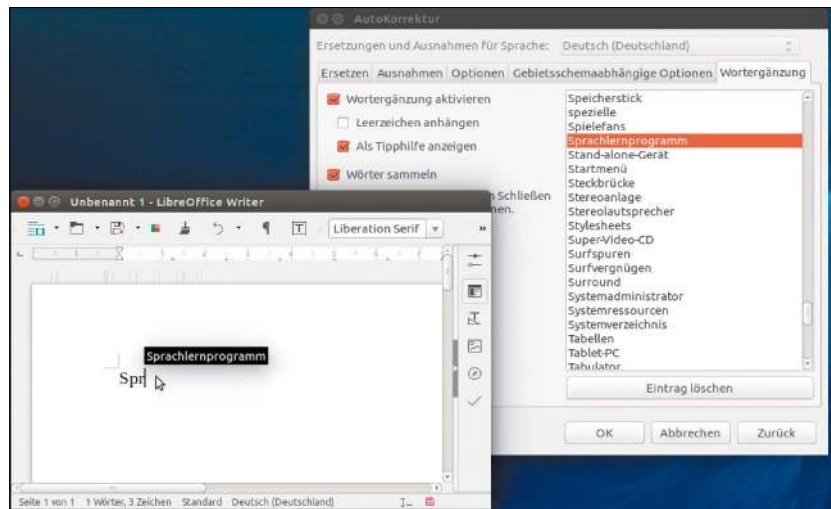 AutoKorrektur
Ersetzungen und Ausnahmen für Sprache: Deutsch (Deutschland)
Ersetzen Ausnahmen Optionen Gebietsschemaabhängige Optionen Wortergänzung
Wortergänzung aktivieren
Leerzeichen anhängen
Als Tipphilfe anzeigen
Wörter sammeln
Schließen
nen.
Speicherstick
spezielle
Spielefans
Sprachlernprogramm
Stand-alone-Gerät
Startmenü
Steckbrücke
Stereoanlage
Stereolautsprecher
Stylesheets
Super-Video-CD
Surfspuren
Surfvergnügen
Surround
Systemadministrator
Systemressourcen
Systemverzeichnis
Tabellen
Tablet-PC
Tabulator
Eintrag löschen
OK Abbrechen Zurück
Unbenannt 1 - LibreOffice Writer
Liberation Serif
Sprachlernprogramm
Spr
Seite 1 von 1 1 Wörter, 3 Zeichen Standard Deutsch (Deutschland)